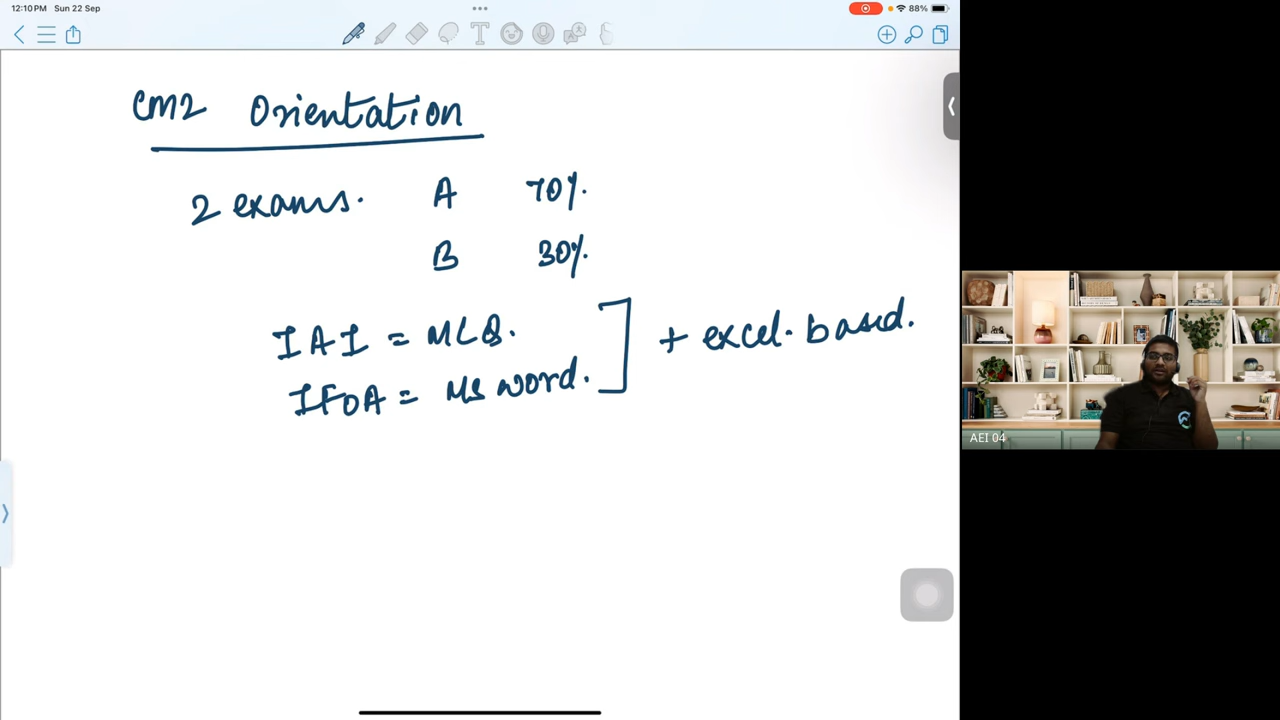 12:10 PM Sun 22 Sep
88%
CM2 Orientation
2 exams. A 70%.
B 30%.
IAI = MCQ. + excel. based.
IFOA = MS word.
AEI 04